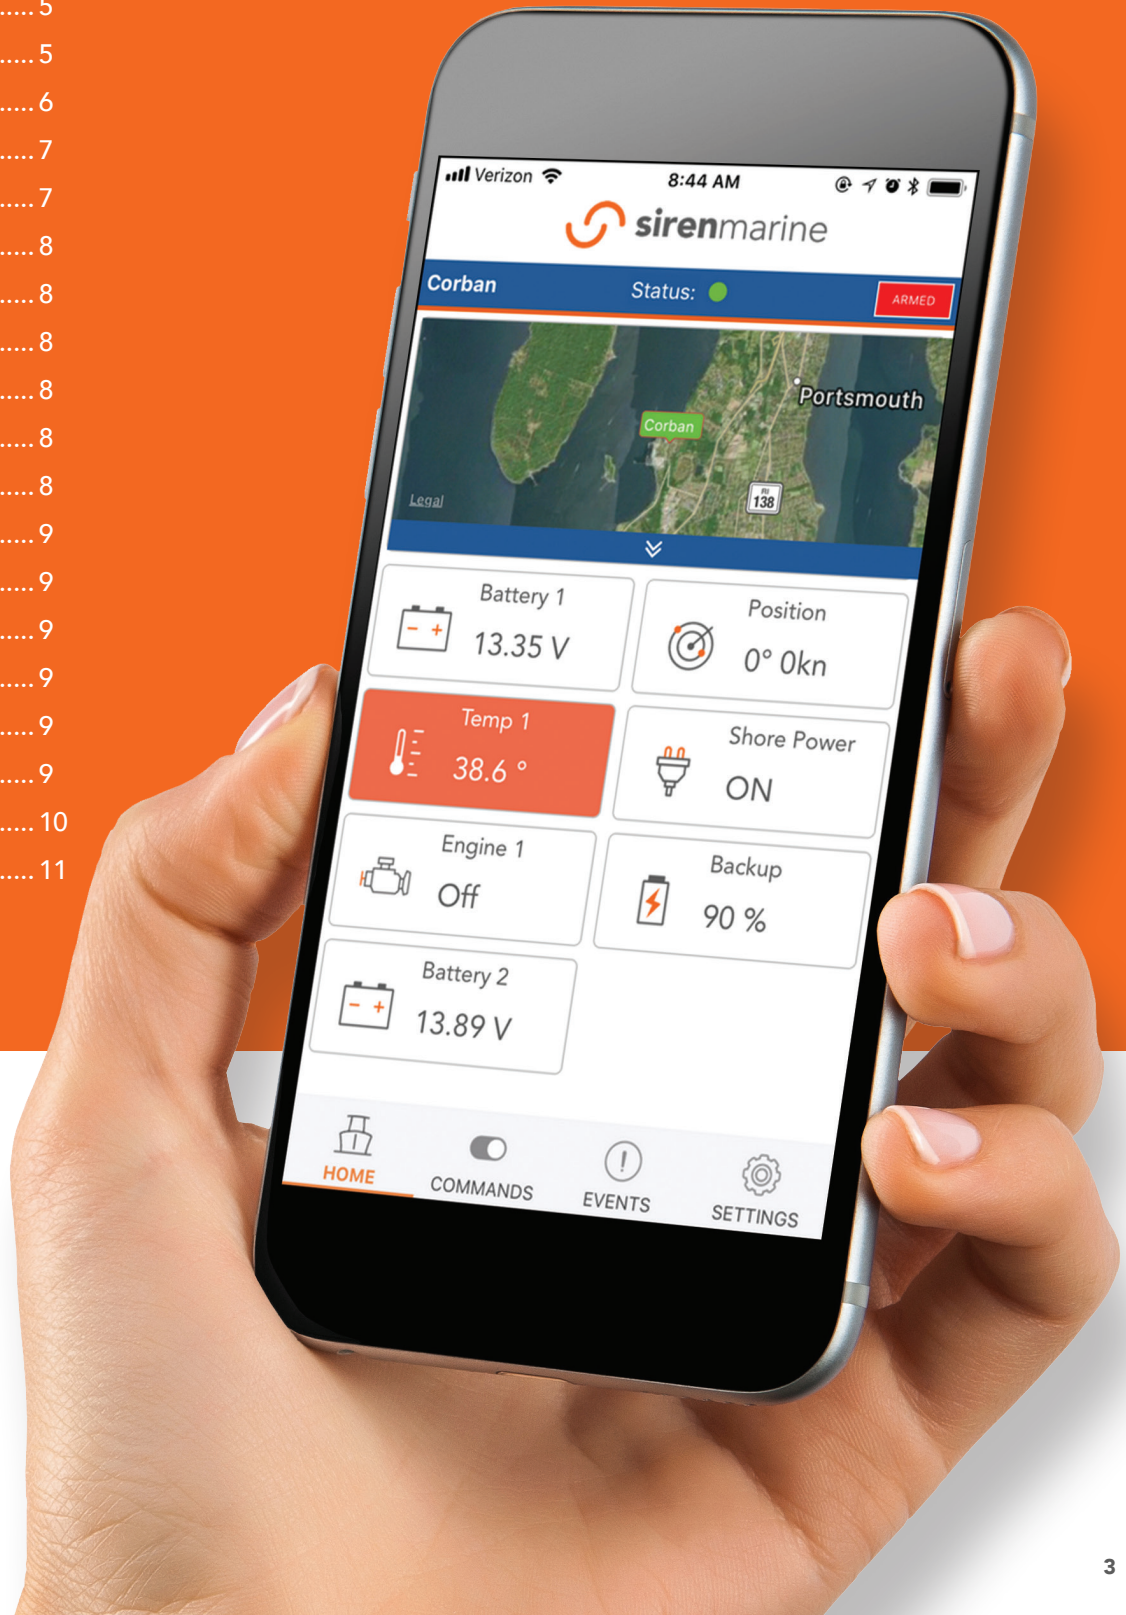 ..... 5
..... 5
..... 6
..... 7
..... 7
..... 8
..... 8
..... 8
..... 8
..... 8
..... 8
..... 9
..... 9
..... 9
..... 9
..... 9
..... 9
..... 10
..... 11
Verizon 8:44 AM
sirenmarine
Corban Status: ARMED
Portsmouth
Corban
RI
138
Legal
Battery 1
13.35 V
Position
0° 0kn
Temp 1
38.6 °
Shore Power
ON
Engine 1
Off
Backup
90 %
Battery 2
13.89 V
HOME COMMANDS EVENTS SETTINGS
3